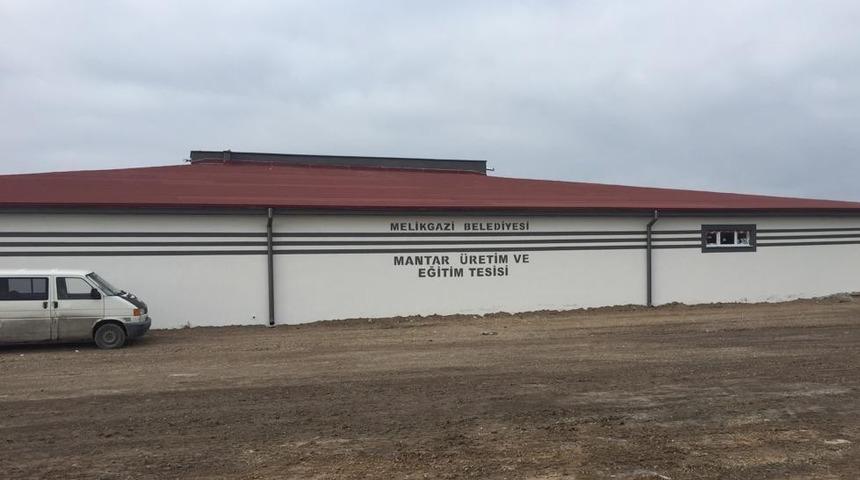 MELİKGAZİ BELEDİYESİ
MANTAR ÜRETİM VE
EĞİTİM TESİSİ